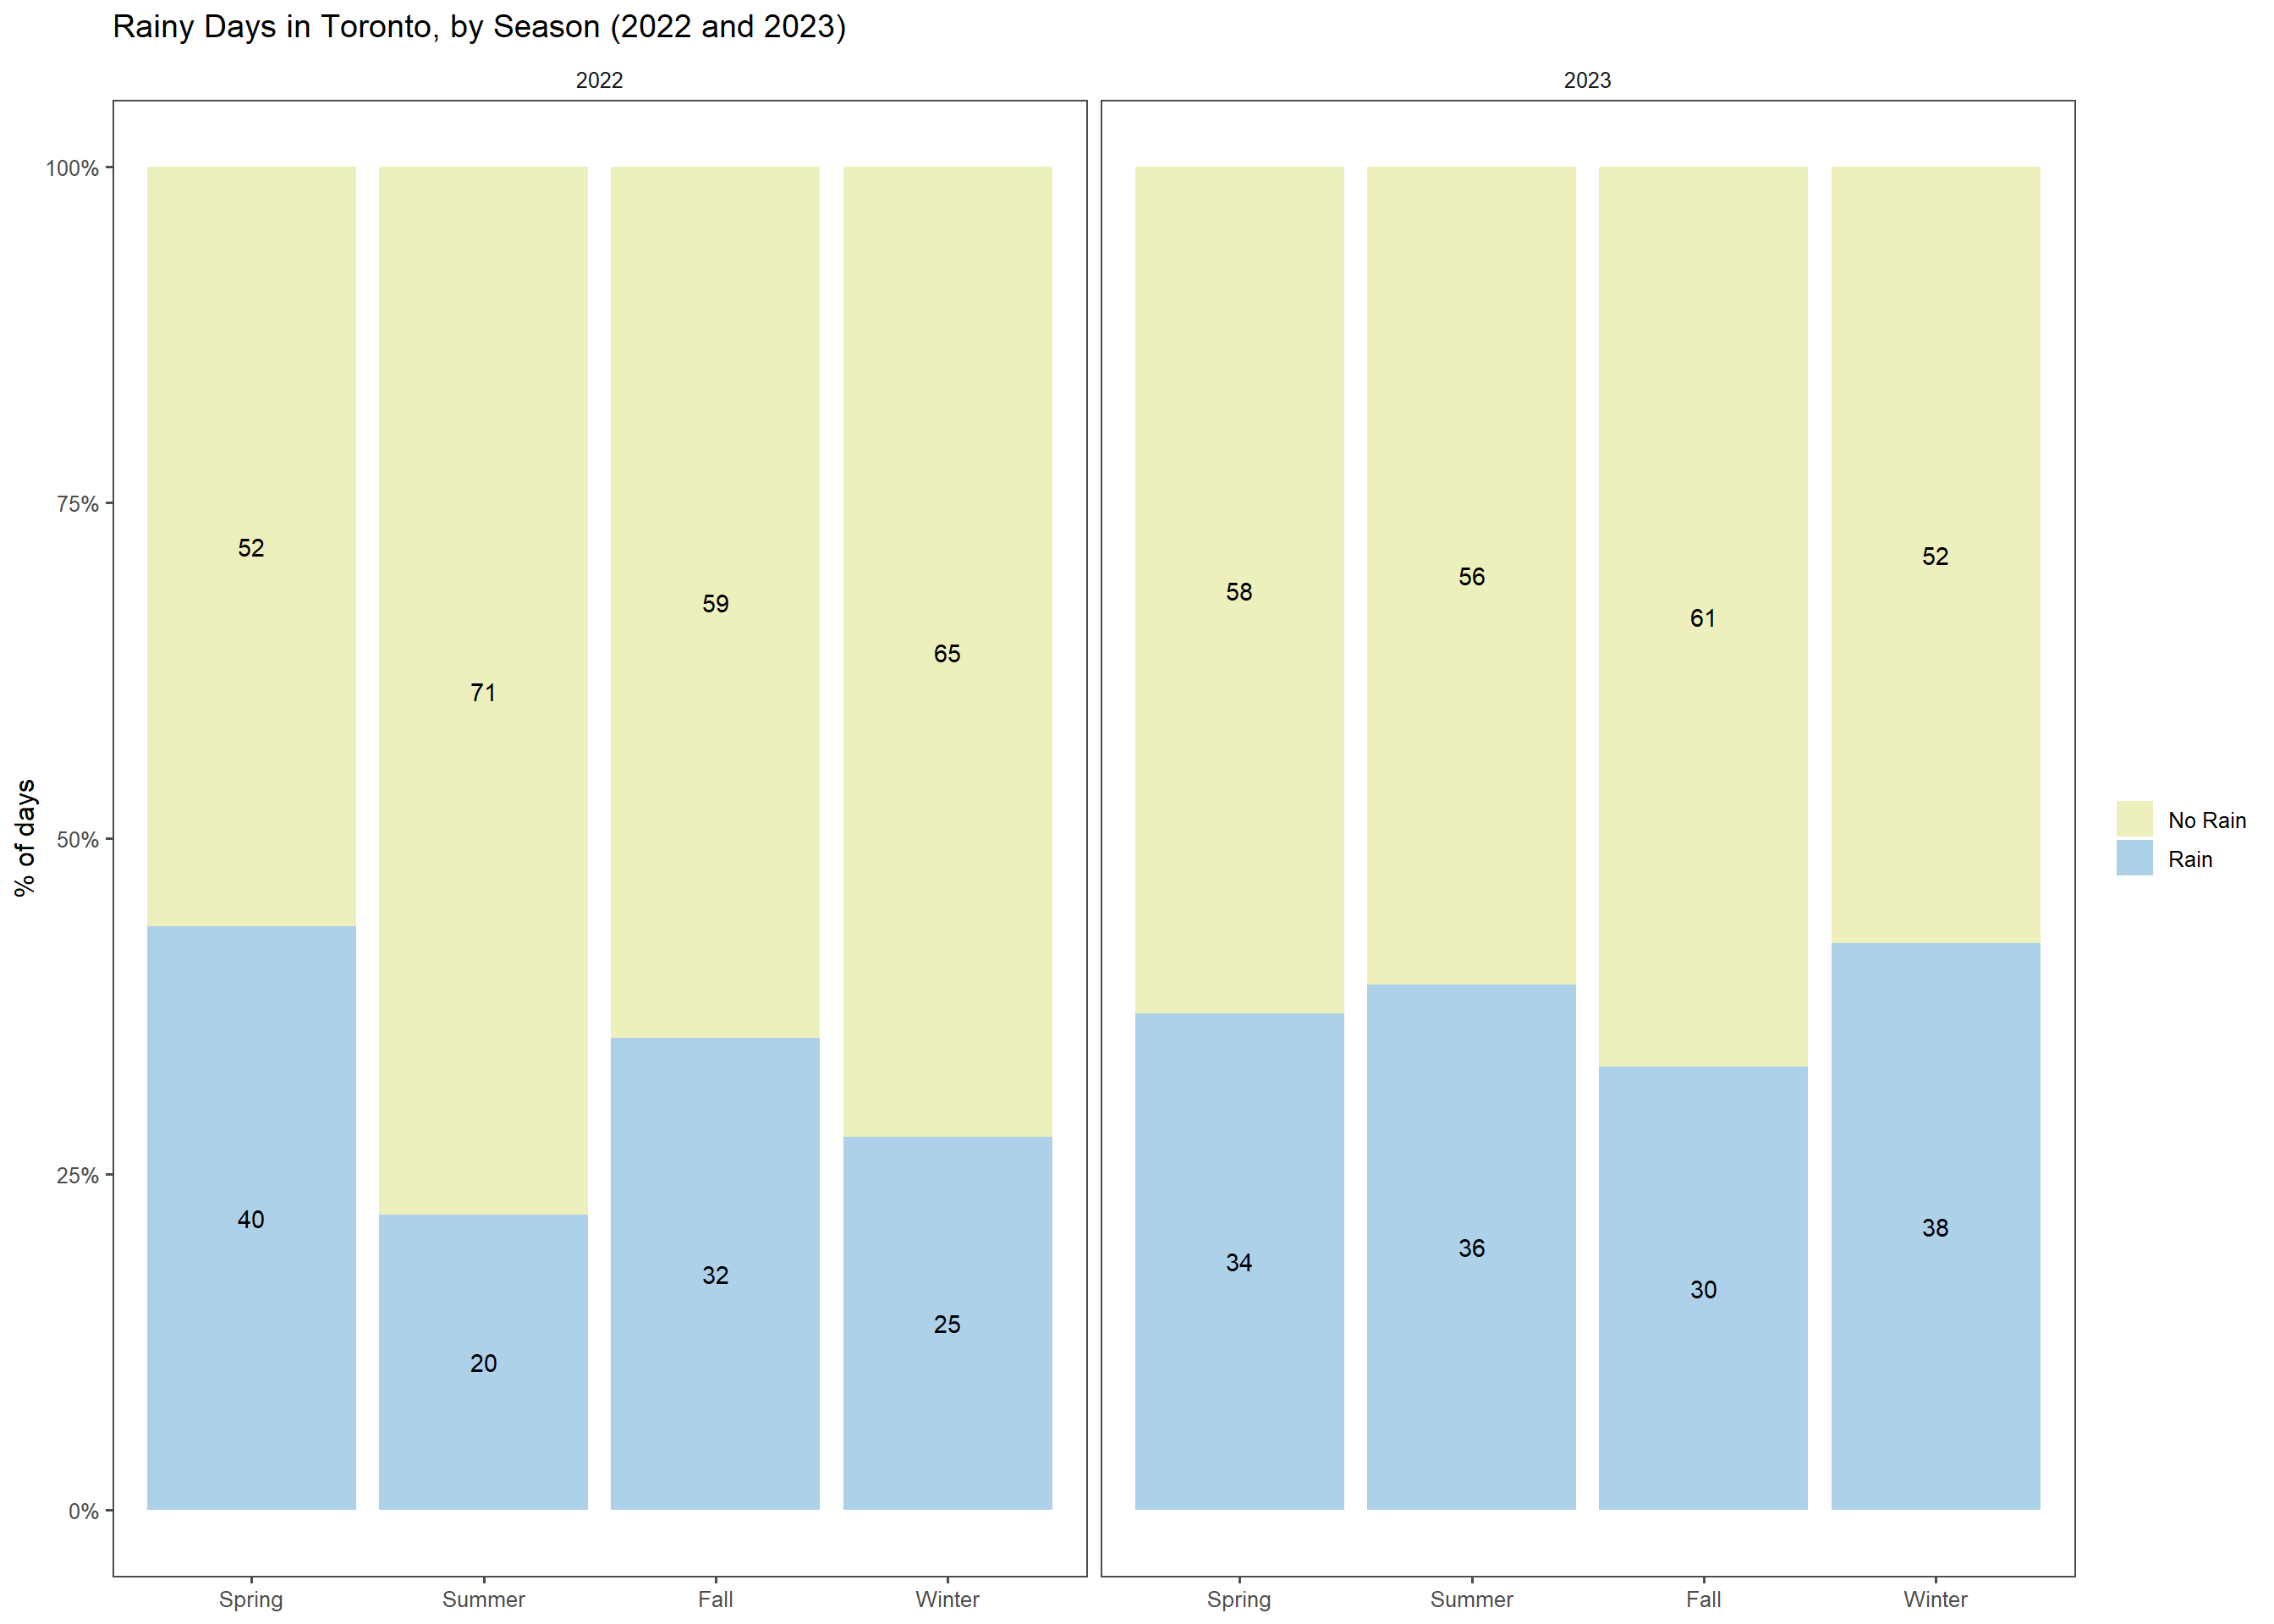 Rainy Days in Toronto, by Season (2022 and 2023)
2022
2023
% of days
100%
75%
50%
25%
0%
52
71
59
65
40
20
32
25
58
56
61
52
34
36
30
38
Spring
Summer
Fall
Winter
Spring
Summer
Fall
Winter
No Rain
Rain